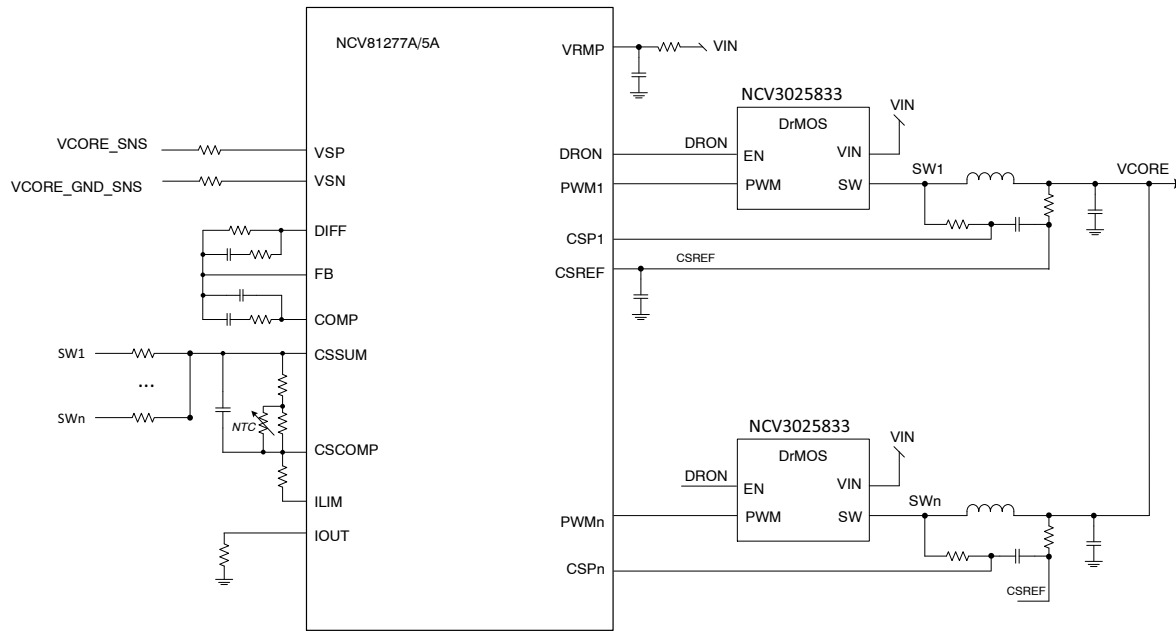 NCV81277A/5A
VRMP
VIN
NCV3025833
DrMOS
VIN
DRON
DRON
EN
VIN
VCORE_SNS
VSP
VCORE_GND_SNS
VSN
PWM1
PWM
SW
SW1
VCORE
DIFF
CSP1
FB
CSREF
CSREF
COMP
SW1
CSSUM
...
SWn
NTC
CSCOMP
NCV3025833
DrMOS
VIN
DRON
EN
VIN
ILIM
SWn
PWMn
PWM
SW
IOUT
CSPn
CSREF